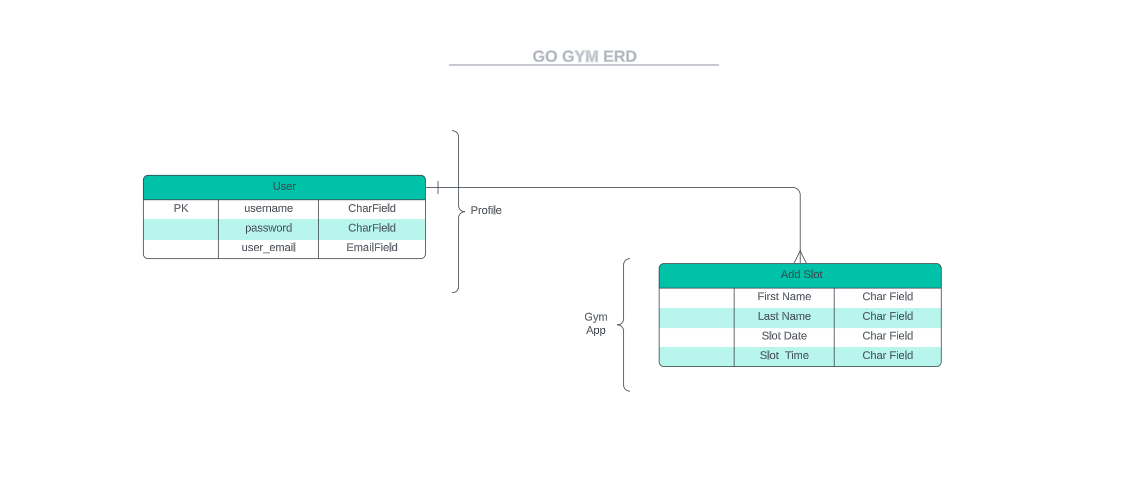 GO GYM ERD
User
PK username CharField
password CharField
user_email EmailField
Profile
Add Slot
First Name Char Field
Last Name Char Field
Slot Date Char Field
Slot Time Char Field
Gym
App